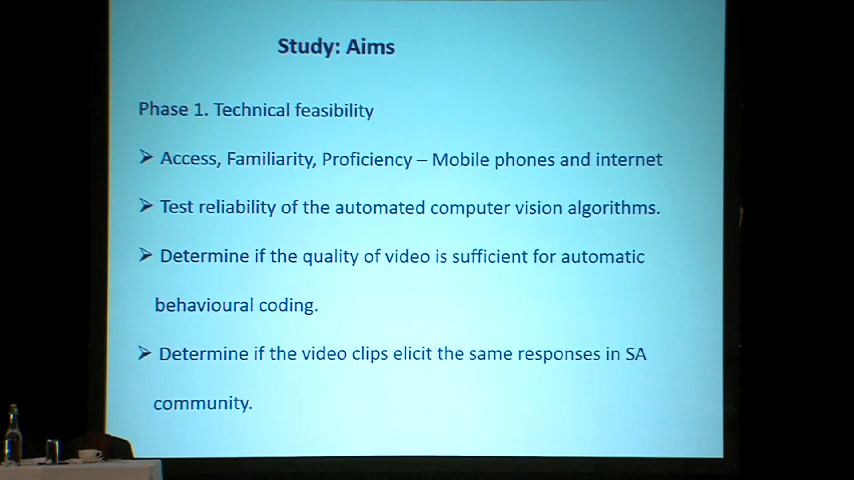 Study: Aims
Phase 1. Technical feasibility
➢ Access, Familiarity, Proficiency – Mobile phones and internet
➢ Test reliability of the automated computer vision algorithms.
➢ Determine if the quality of video is sufficient for automatic
behavioural coding.
➢ Determine if the video clips elicit the same responses in SA
community.